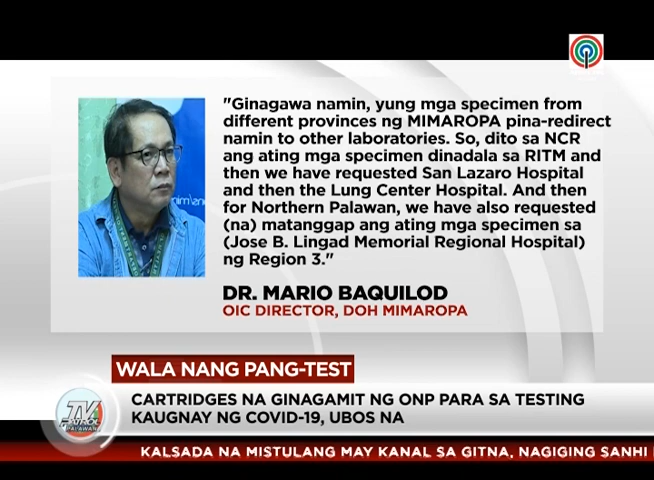 "Ginagawa namin, yung mga specimen from
different provinces ng MIMAROPA pina-redirect
namin to other laboratories. So, dito sa NCR
ang ating mga specimen dinadala sa RITM and
then we have requested San Lazaro Hospital
and then the Lung Center Hospital. And then
for Northern Palawan, we have also requested
(na) matanggap ang ating mga specimen sa
(Jose B. Lingad Memorial Regional Hospital)
ng Region 3."
DR. MARIO BAQUILOD
OIC DIRECTOR, DOH MIMAROPA
WALA NANG PANG-TEST
CARTRIDGES NA GINAGAMIT NG ONP PARA SA TESTING
KAUGNAY NG COVID-19, UBOS NA
TV
PATROL
PALAWAN
KALSADA NA MISTULANG MAY KANAL SA GITNA, NAGIGING SANHI